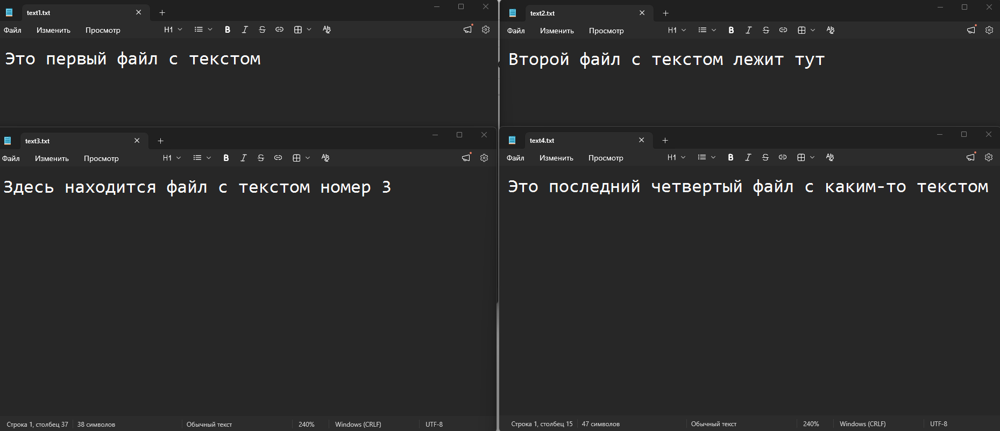 text1.txt
Файл Изменить Просмотр H1
Это первый файл с текстом
text2.txt
Файл Изменить Просмотр H1
Второй файл с текстом лежит тут
text3.txt
Файл Изменить Просмотр H1
Здесь находится файл с текстом номер 3
Строка 1, столбец 37 38 символов Обычный текст 240% Windows (CRLF) UTF-8
text4.txt
Файл Изменить Просмотр H1
Это последний четвертый файл с каким-то текстом
Строка 1, столбец 15 47 символов Обычный текст 240% Windows (CRLF) UTF-8